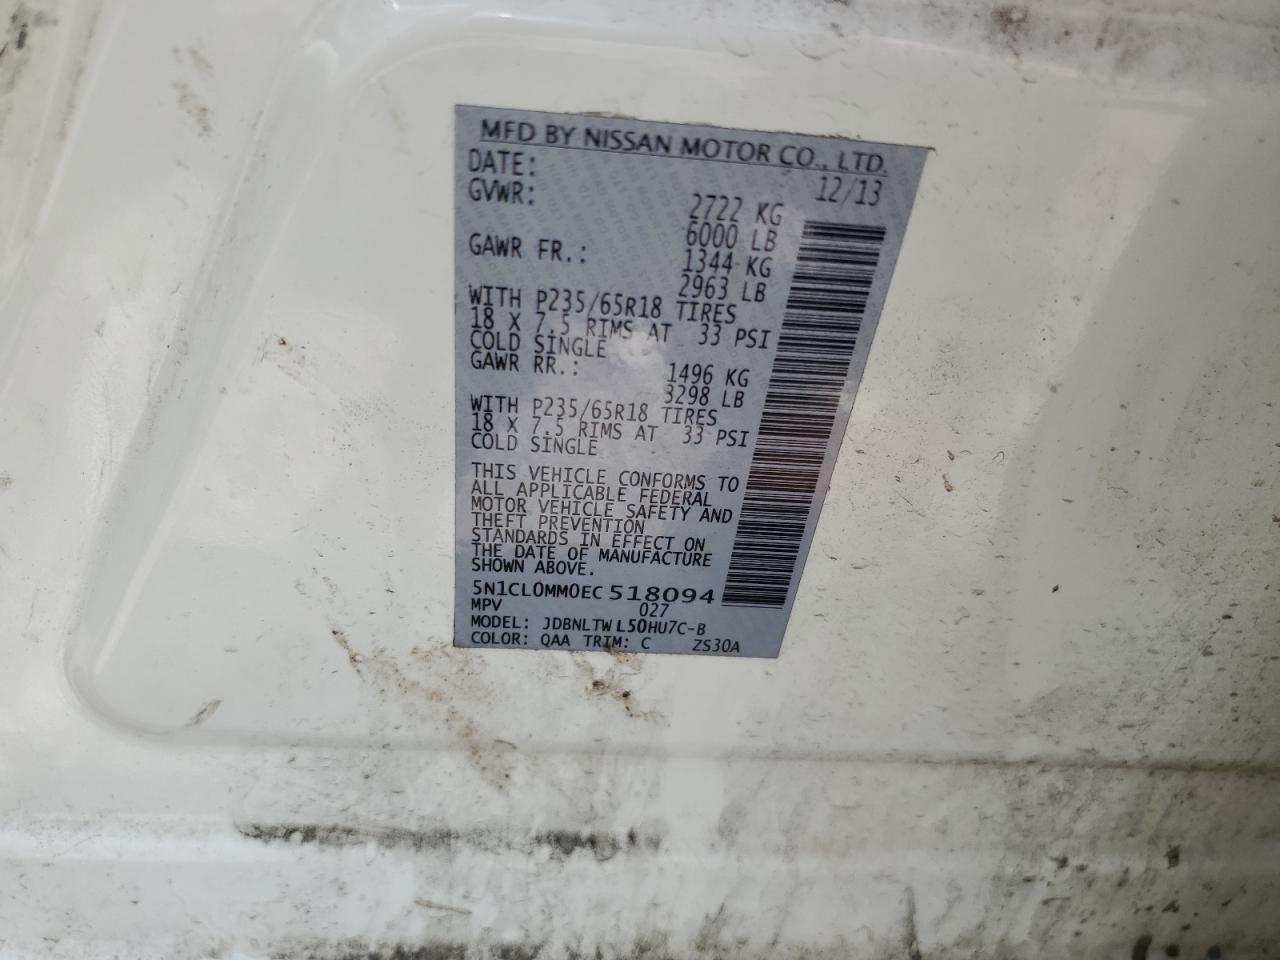 MFD BY NISSAN MOTOR CO., LTD.
DATE: 12/13
GVWR: 2722 KG
6000 LB
GAWR FR.: 1344 KG
2963 LB
WITH P235/65R18 TIRES
18 X 7.5 RIMS AT 33 PSI
COLD SINGLE
GAWR RR.: 1496 KG
3298 LB
WITH P235/65R18 TIRES
18 X 7.5 RIMS AT 33 PSI
COLD SINGLE
THIS VEHICLE CONFORMS TO
ALL APPLICABLE FEDERAL
MOTOR VEHICLE SAFETY AND
THEFT PREVENTION
STANDARDS IN EFFECT ON
THE DATE OF MANUFACTURE
SHOWN ABOVE.
5N1CL0MM0EC518094
MPV 027
MODEL: JDBNLTWL50HU7C-B
COLOR: QAA TRIM: C ZS30A